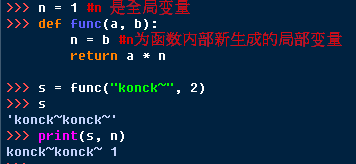 >>> n = 1 #n 是全局变量
>>> def func(a, b):
        n = b #n为函数内部新生成的局部变量
        return a * n

>>> s = func("konck~", 2)
>>> s
'konck~konck~'
>>> print(s, n)
konck~konck~ 1